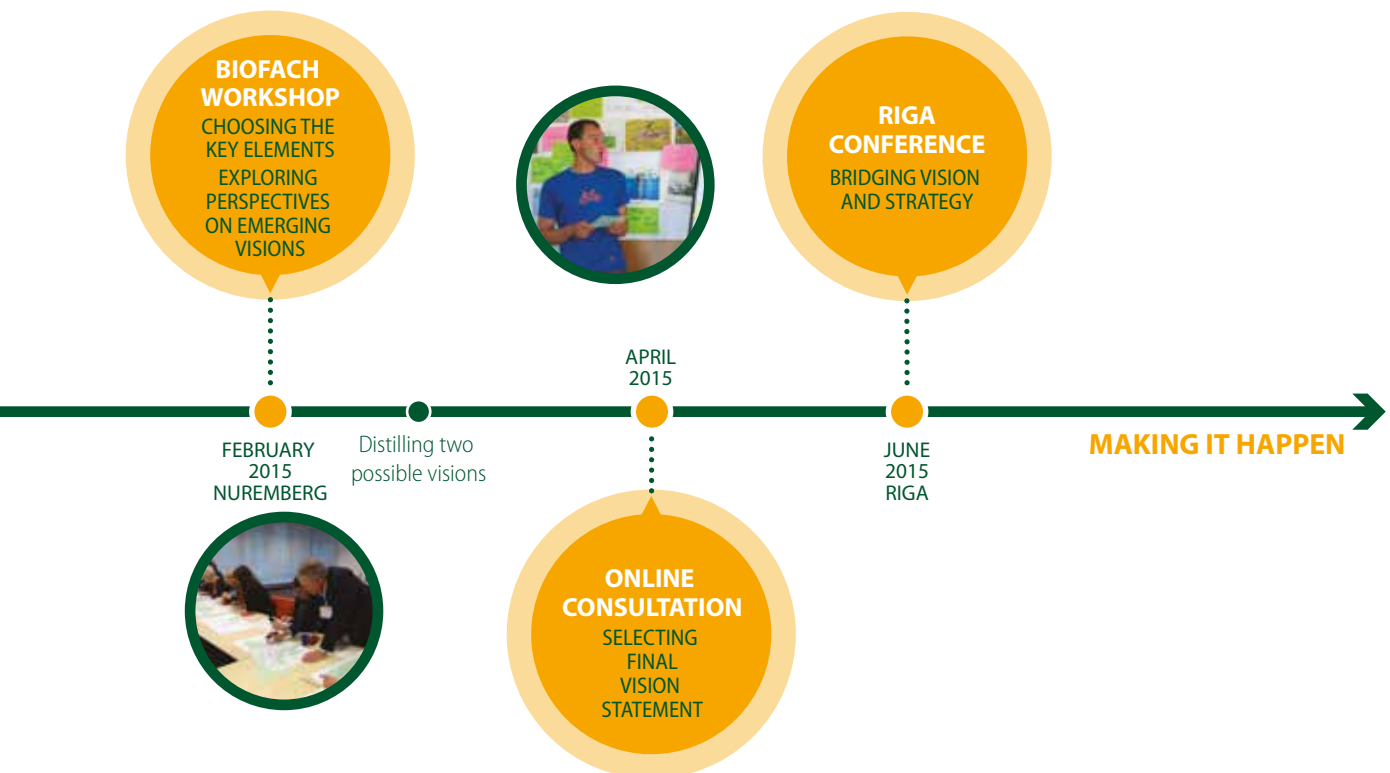 BIOFACH
WORKSHOP
CHOOSING THE
KEY ELEMENTS
EXPLORING
PERSPECTIVES
ON EMERGING
VISIONS
FEBRUARY
2015
NUREMBERG
Distilling two
possible visions
APRIL
2015
ONLINE
CONSULTATION
SELECTING
FINAL
VISION
STATEMENT
RIGA
CONFERENCE
BRIDGING VISION
AND STRATEGY
JUNE
2015
RIGA
MAKING IT HAPPEN